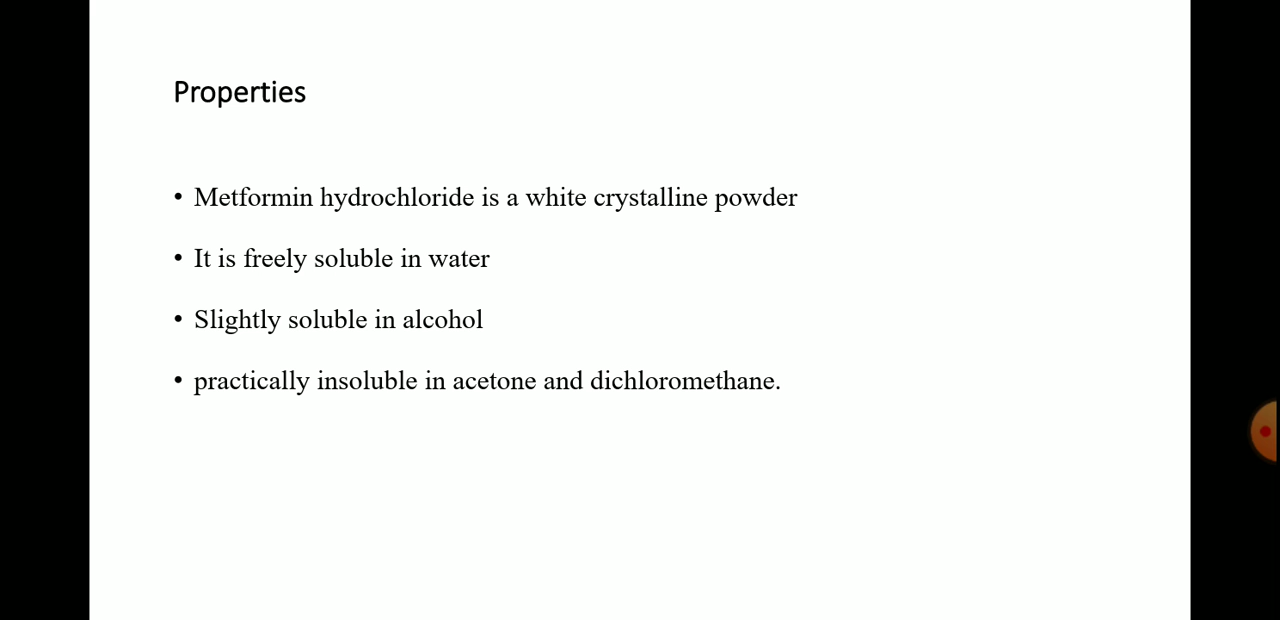 Properties
• Metformin hydrochloride is a white crystalline powder
• It is freely soluble in water
• Slightly soluble in alcohol
• practically insoluble in acetone and dichloromethane.